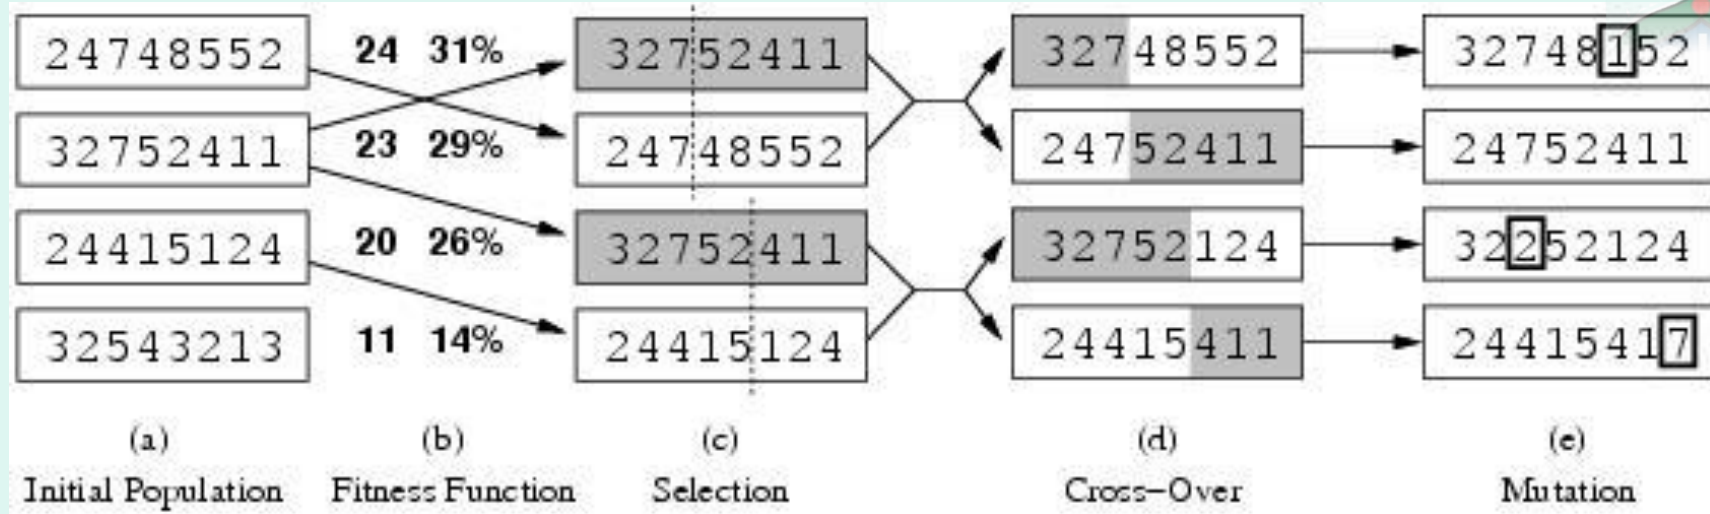 24748552
24 31%
32752411
32748552
32748152
32752411
23 29%
24748552
24752411
24752411
24415124
20 26%
32752411
32752124
32252124
32543213
11 14%
24415124
24415411
24415417
(a)
(b)
(c)
(d)
(e)
Initial Population
Fitness Function
Selection
Cross-Over
Mutation